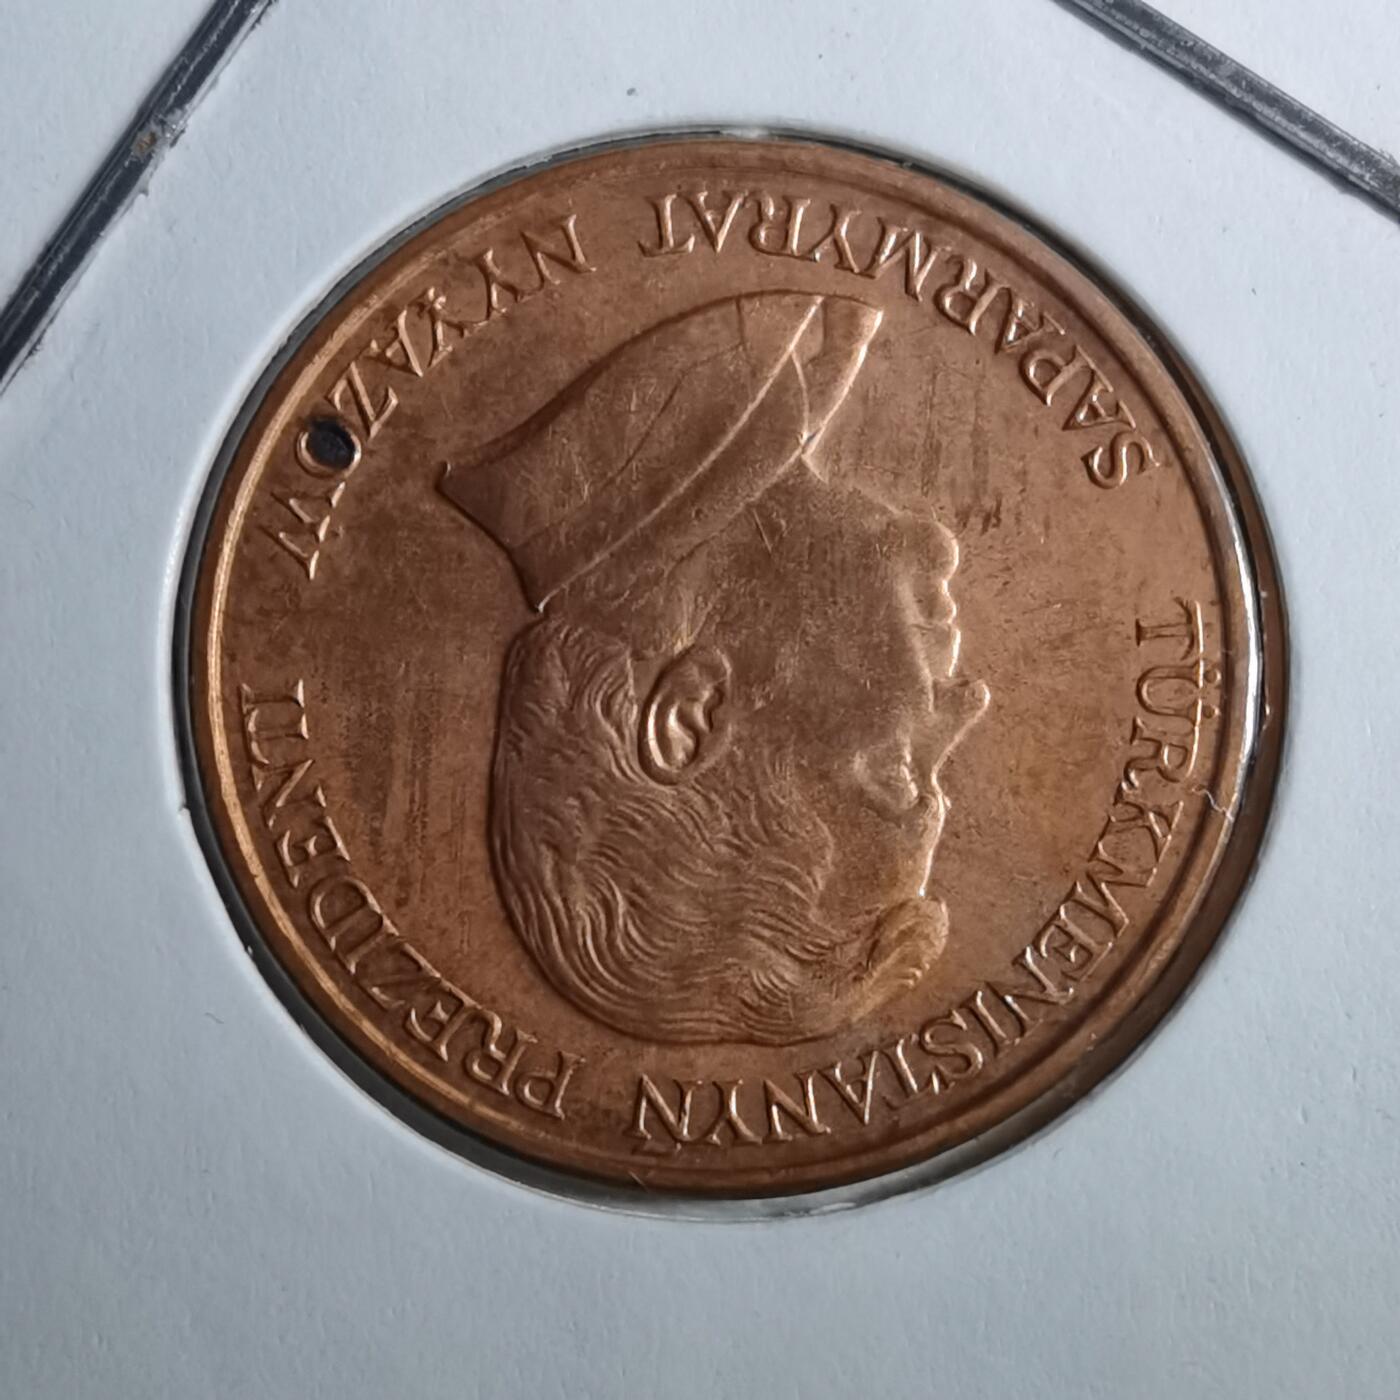 TÜRKMENISTANYŇ PREZIDENTI
SAPARMYRAT NYÝAZOW